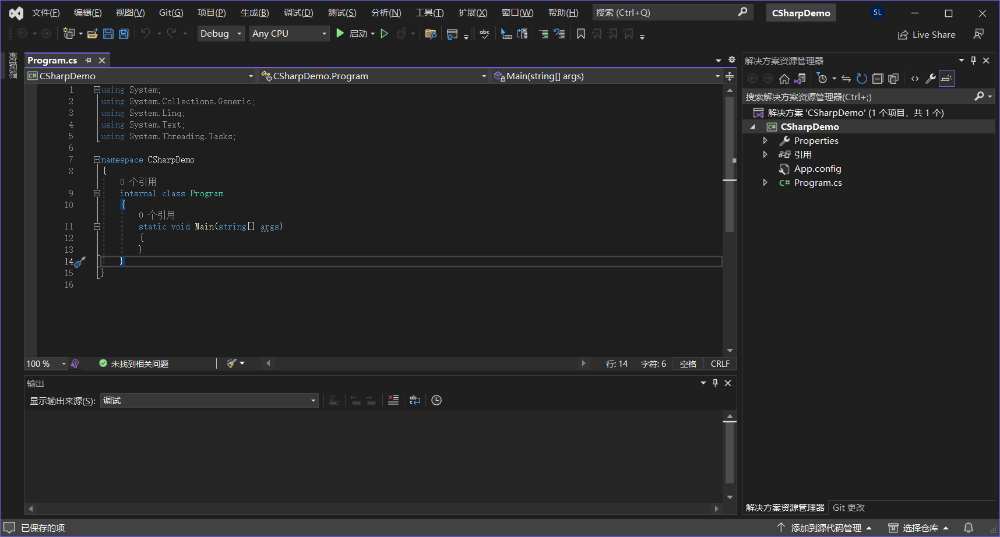 文件(F) 编辑(E) 视图(V) Git(G) 项目(P) 生成(B) 调试(D) 测试(S) 分析(N) 工具(T) 扩展(X) 窗口(W) 帮助(H) 搜索 (Ctrl+Q) CSharpDemo SL
Debug Any CPU 启动 abc Live Share
数据源
Program.cs
CSharpDemo CSharpDemo.Program Main(string[] args)
1 using System;
2 using System.Collections.Generic;
3 using System.Linq;
4 using System.Text;
5 using System.Threading.Tasks;
6
7 namespace CSharpDemo
8 {
0 个引用
9 internal class Program
10 {
0 个引用
11 static void Main(string[] args)
12 {
13 }
14 }
15 }
16
100 % 未找到相关问题 行: 14 字符: 6 空格 CRLF
输出
显示输出来源(S): 调试
解决方案资源管理器
搜索解决方案资源管理器(Ctrl+;)
解决方案 'CSharpDemo' (1 个项目，共 1 个)
C# CSharpDemo
Properties
引用
App.config
C# Program.cs
解决方案资源管理器 Git 更改
已保存的项 添加到源代码管理 选择仓库